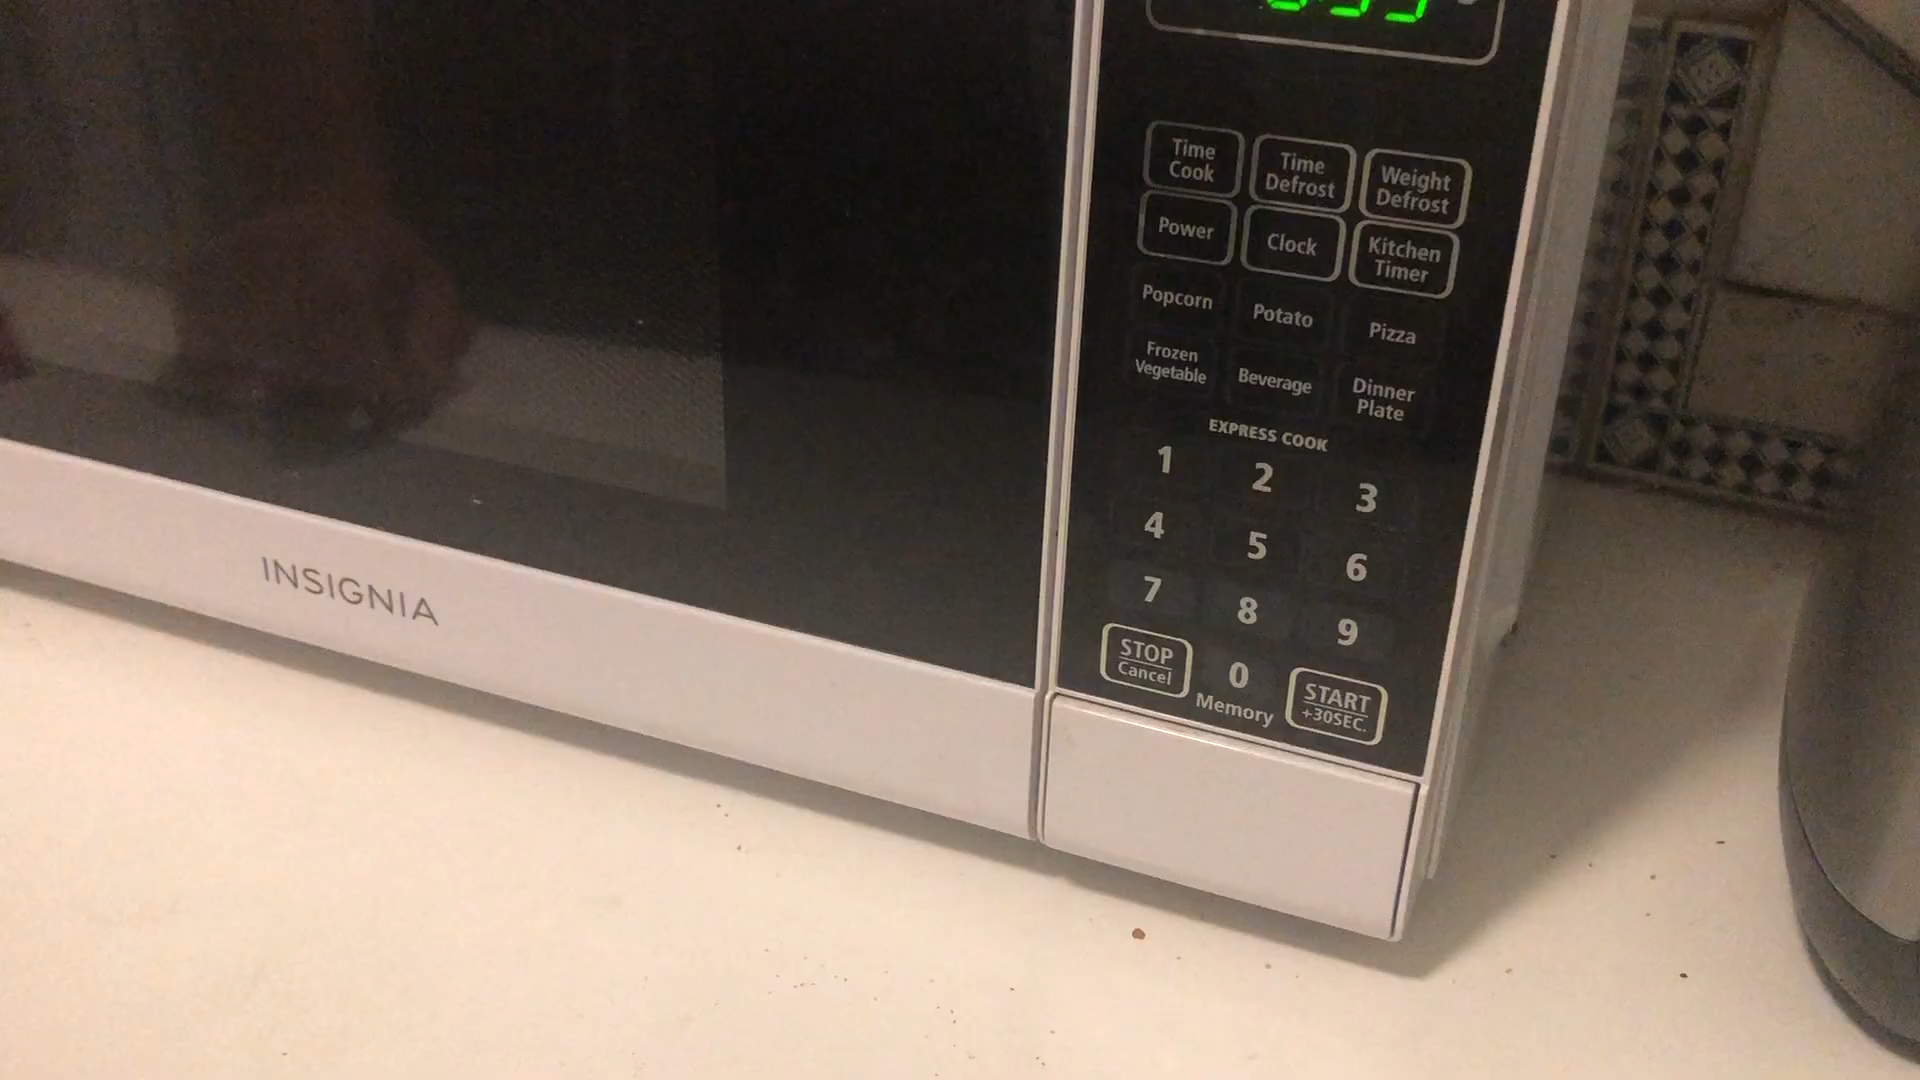 Time
Cook
Time
Defrost
Weight
Defrost
Power
Clock
Kitchen
Timer
Popcorn
Potato
Pizza
Frozen
Vegetable
Beverage
Dinner
Plate
EXPRESS COOK
1
2
3
4
5
6
7
8
9
STOP
Cancel
0
Memory
START
+30SEC.
INSIGNIA